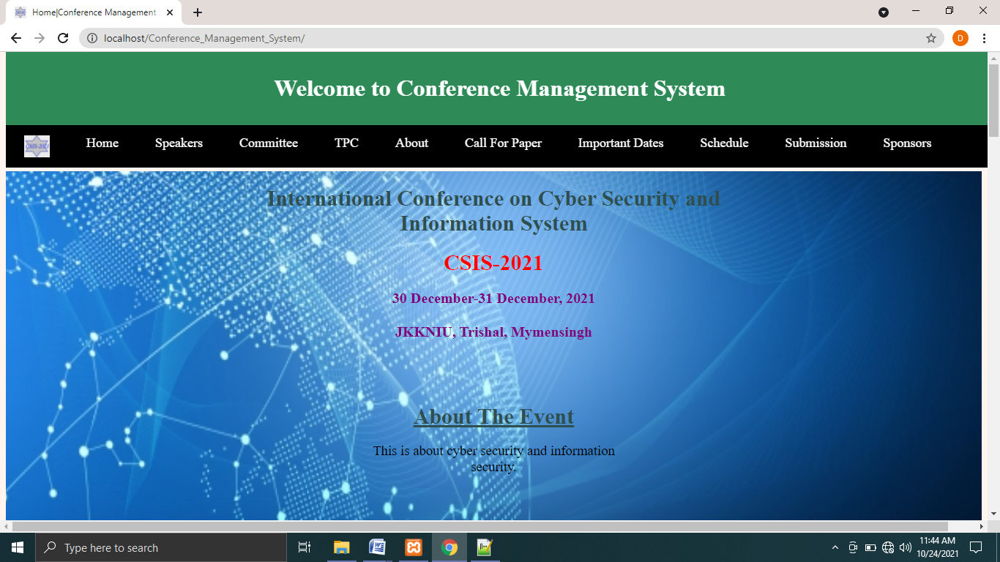 Home|Conference Management
localhost/Conference_Management_System/
D
Welcome to Conference Management System
CSIS-2021
Home Speakers Committee TPC About Call For Paper Important Dates Schedule Submission Sponsors
International Conference on Cyber Security and
Information System
CSIS-2021
30 December-31 December, 2021
JKKNIU, Trishal, Mymensingh
About The Event
This is about cyber security and information
security.
Type here to search
11:44 AM
10/24/2021